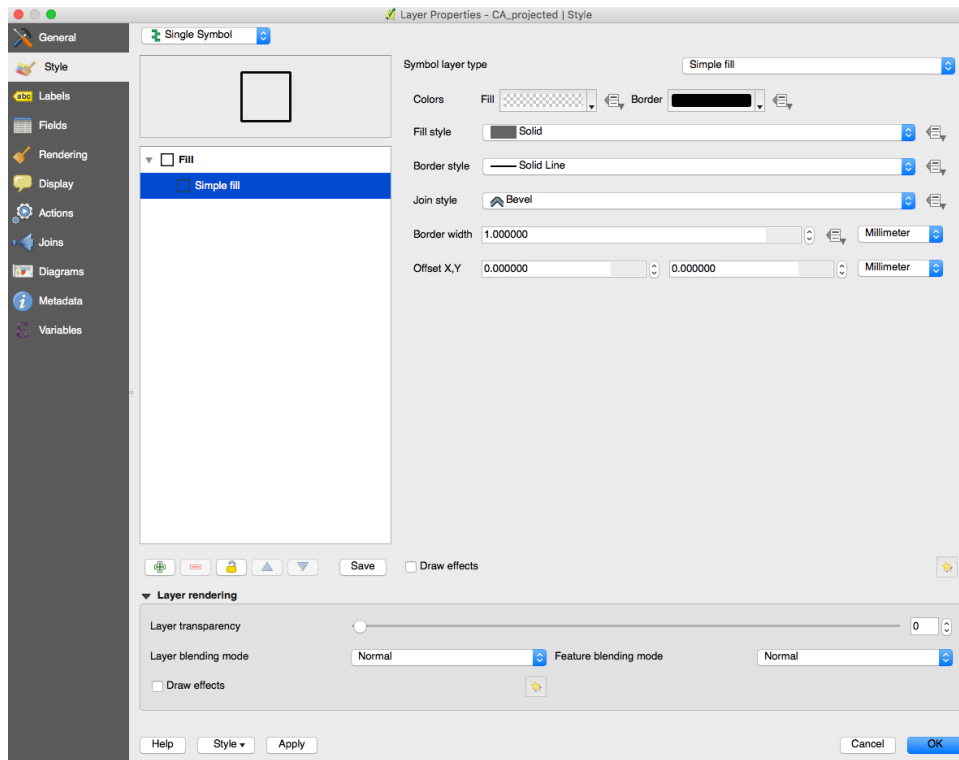 Layer Properties - CA_projected | Style
General
Style
abc Labels
Fields
Rendering
Display
Actions
Joins
Diagrams
Metadata
Variables
Single Symbol
Fill
Simple fill
Save
Symbol layer type Simple fill
Colors Fill Border
Fill style Solid
Border style Solid Line
Join style Bevel
Border width 1.000000 Millimeter
Offset X,Y 0.000000 0.000000 Millimeter
Draw effects
Layer rendering
Layer transparency 0
Layer blending mode Normal Feature blending mode Normal
Draw effects
Help Style Apply Cancel OK